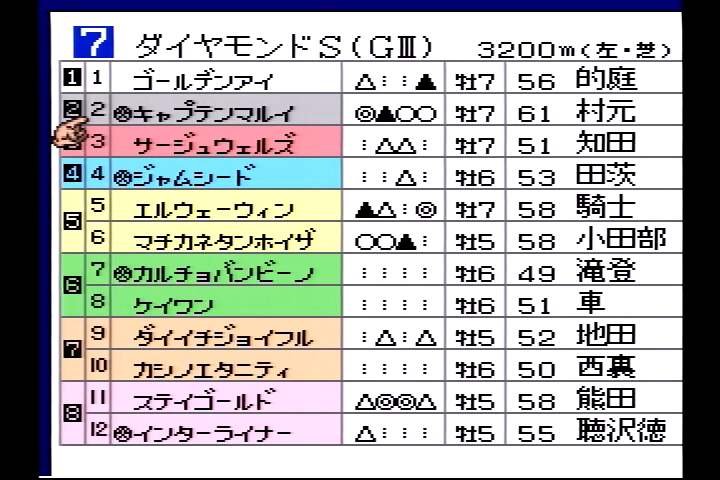 7 ダイヤモンドS(GⅢ) 3200m(左・芝)
1 1 ゴールデンアイ △::▲ 牡7 56 的庭
2 2 ㊕キャプテンマルイ ◎▲○○ 牡7 61 村元
3 サージュウェルズ :△△: 牡7 51 知田
4 4 ジャムシード ::△: 牡6 53 田茨
5 5 エルウェーウィン ▲△:◎ 牡7 58 騎士
6 マチカネタンホイザ ○○▲: 牡5 58 小田部
6 7 カルチョバンビーノ :::: 牡6 49 滝登
8 ケイワン :::: 牡6 51 車
7 9 ダイイチジョイフル :△:△ 牡5 52 地田
10 カシノエタニティ :::: 牡6 50 西裏
8 11 ステイゴールド △◎◎△ 牡5 58 熊田
12 インターライナー △::: 牡5 55 聴沢徳